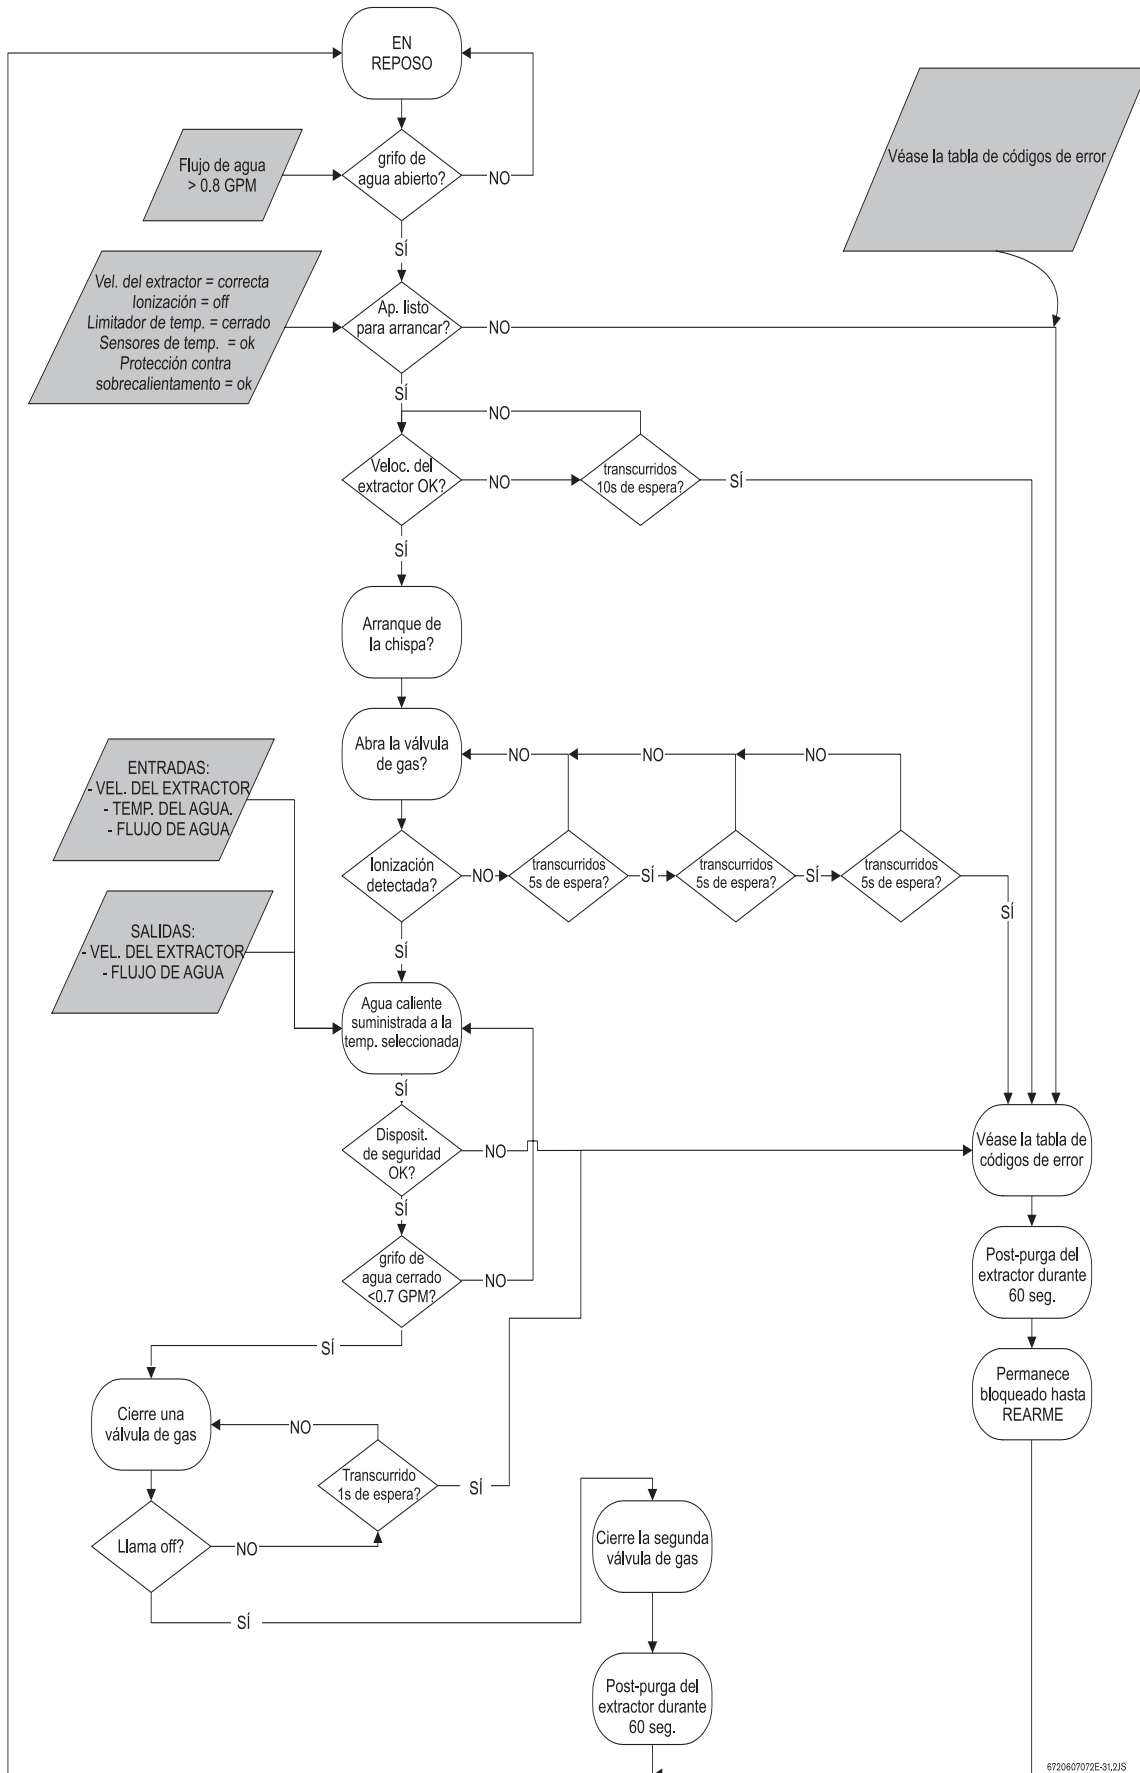 EN
REPOSO
Flujo de agua
> 0.8 GPM
grifo de
agua abierto?
NO
Véase la tabla de códigos de error
SÍ
Vel. del extractor = correcta
Ionización = off
Limitador de temp. = cerrado
Sensores de temp. = ok
Protección contra
sobrecalientamento = ok
Ap. listo
para arrancar?
NO
SÍ
NO
Veloc. del
extractor OK?
NO
transcurridos
10s de espera?
SÍ
SÍ
Arranque de
la chispa?
Abra la válvula
de gas?
NO
NO
NO
ENTRADAS:
- VEL. DEL EXTRACTOR
- TEMP. DEL AGUA.
- FLUJO DE AGUA
Ionización
detectada?
NO
transcurridos
5s de espera?
SÍ
transcurridos
5s de espera?
SÍ
transcurridos
5s de espera?
SÍ
SALIDAS:
- VEL. DEL EXTRACTOR
- FLUJO DE AGUA
SÍ
Agua caliente
suministrada a la
temp. seleccionada
SÍ
Disposit.
de seguridad
OK?
NO
Véase la tabla de
códigos de error
SÍ
grifo de
agua cerrado
<0.7 GPM?
NO
Post-purga del
extractor durante
60 seg.
SÍ
Permanece
bloqueado hasta
REARME
Cierre una
válvula de gas
NO
Transcurrido
1s de espera?
SÍ
Llama off?
NO
Cierre la segunda
válvula de gas
SÍ
Post-purga del
extractor durante
60 seg.
6720607072E-31.2JS